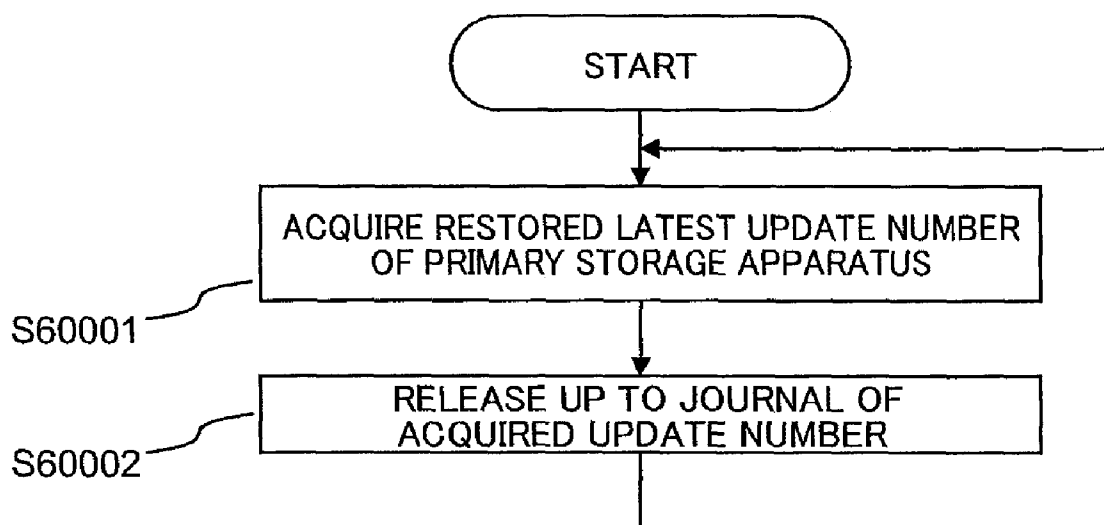 START
ACQUIRE RESTORED LATEST UPDATE NUMBER
OF PRIMARY STORAGE APPARATUS
S60001
RELEASE UP TO JOURNAL OF
ACQUIRED UPDATE NUMBER
S60002